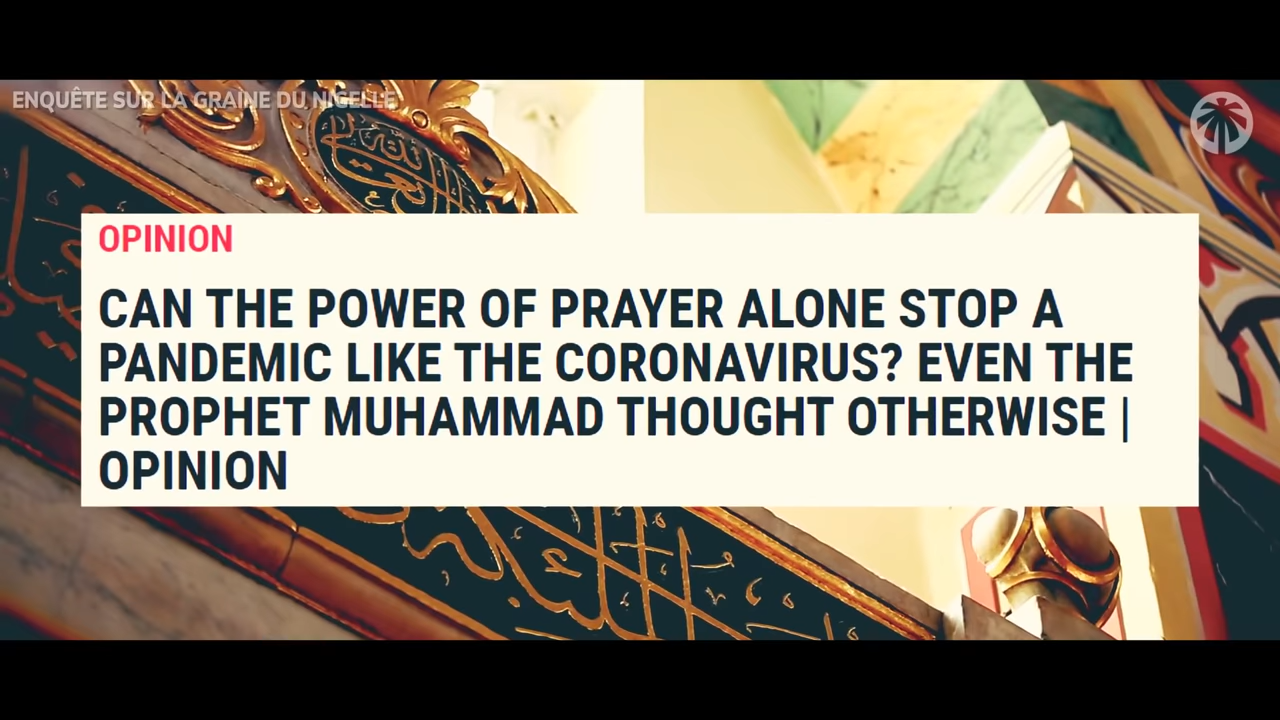 ENQUÊTE SUR LA GRAINE DU NIGELLE
OPINION
CAN THE POWER OF PRAYER ALONE STOP A
PANDEMIC LIKE THE CORONAVIRUS? EVEN THE
PROPHET MUHAMMAD THOUGHT OTHERWISE |
OPINION